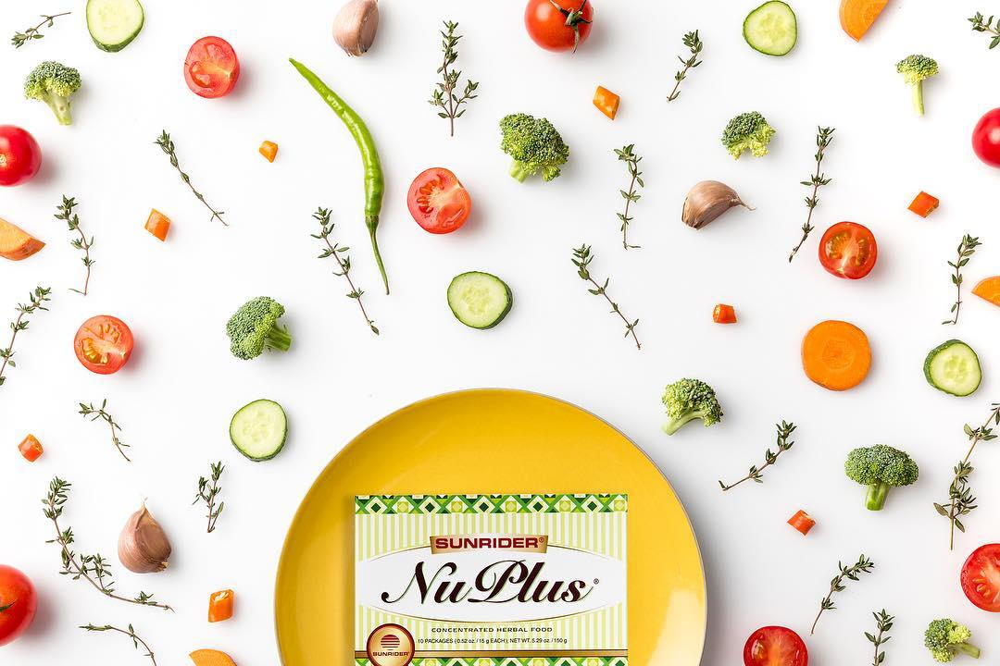 SUNRIDER®
NuPlus®
CONCENTRATED HERBAL FOOD
10 PACKAGES (0.52 oz. / 15 g EACH); NET WT. 5.29 oz. / 150 g
SUNRIDER®